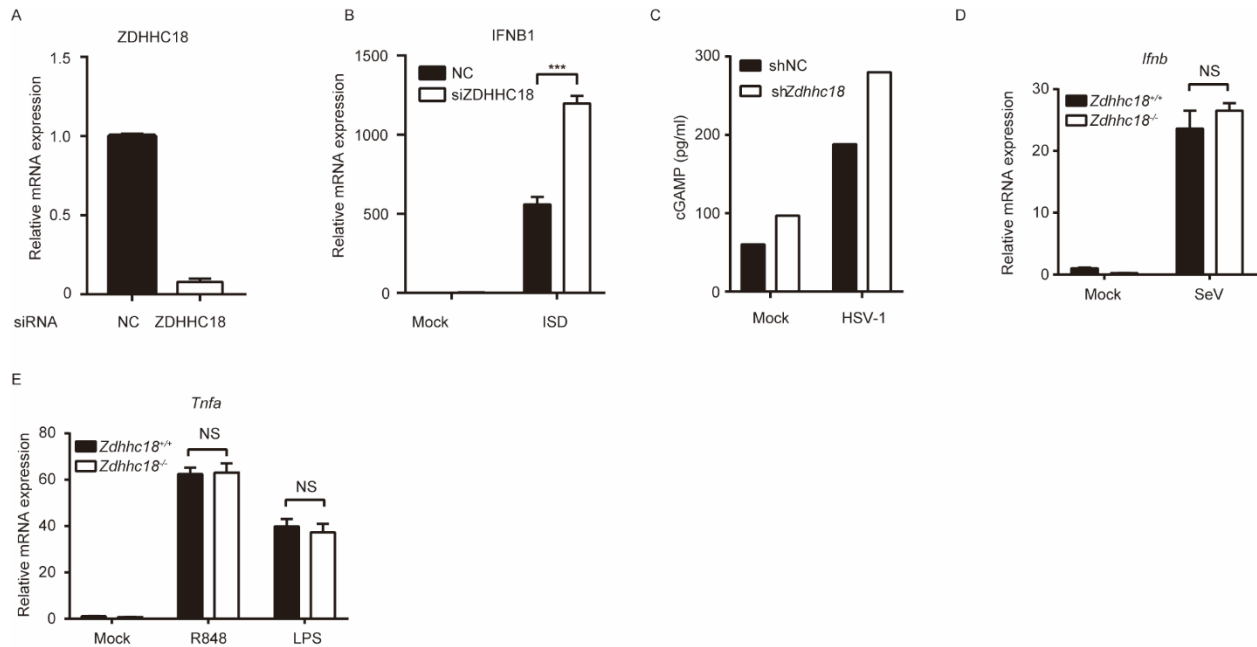 A
ZDHHC18
Relative mRNA expression
1.5
1.0
0.5
0
siRNA NC ZDHHC18
B
IFNB1
Relative mRNA expression
1500
1000
500
0
NC
siZDHHC18
***
Mock ISD
C
cGAMP (pg/ml)
300
200
100
0
shNC
shZdhhc18
Mock HSV-1
D
Ifnb
Relative mRNA expression
30
20
10
0
Zdhhc18+/+
Zdhhc18-/-
NS
Mock SeV
E
Tnfa
Relative mRNA expression
80
60
40
20
0
Zdhhc18+/+
Zdhhc18-/-
NS
NS
Mock R848 LPS